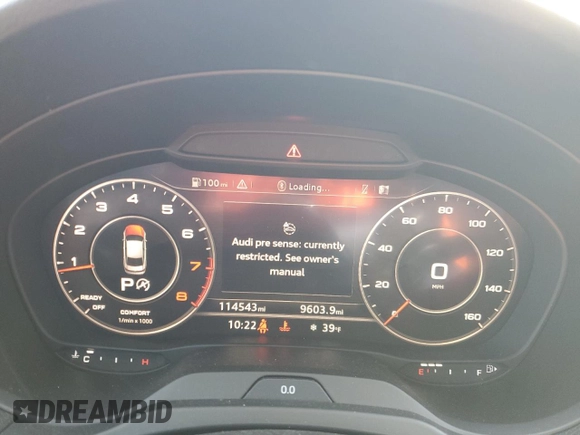 100 mi
Loading...
Audi pre sense: currently
restricted. See owner's
manual
1 2 3 4 5 6 7 8
READY
OFF
P
COMFORT
1/min x 1000
0 20 40 60 80 100 120 140 160
0
MPH
114543mi
9603.9mi
10:22
39°F
C H
E F
0.0
DREAMBID